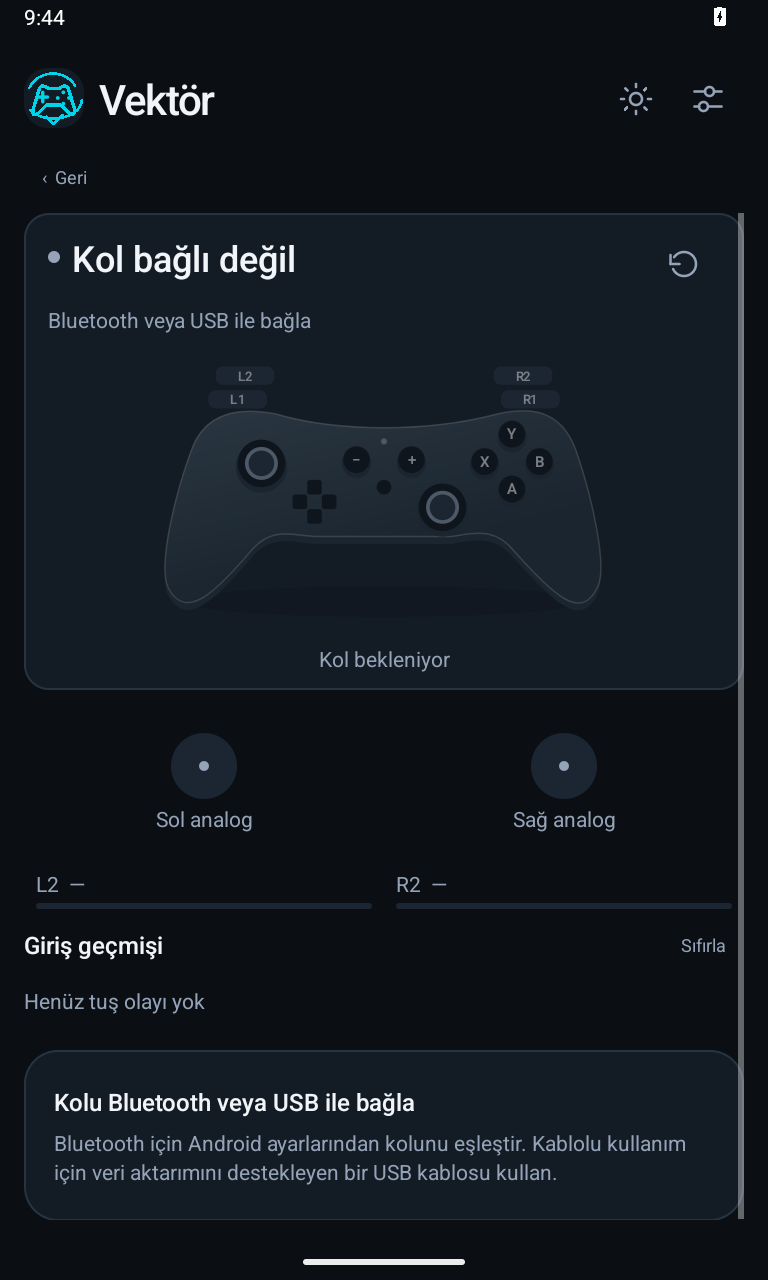 9:44
Vektör
‹ Geri
Kol bağlı değil
Bluetooth veya USB ile bağla
L2
R2
L1
R1
Y
X
B
A
−
+
Kol bekleniyor
Sol analog
Sağ analog
L2 —
R2 —
Giriş geçmişi
Sıfırla
Henüz tuş olayı yok
Kolu Bluetooth veya USB ile bağla
Bluetooth için Android ayarlarından kolunu eşleştir. Kablolu kullanım
için veri aktarımını destekleyen bir USB kablosu kullan.